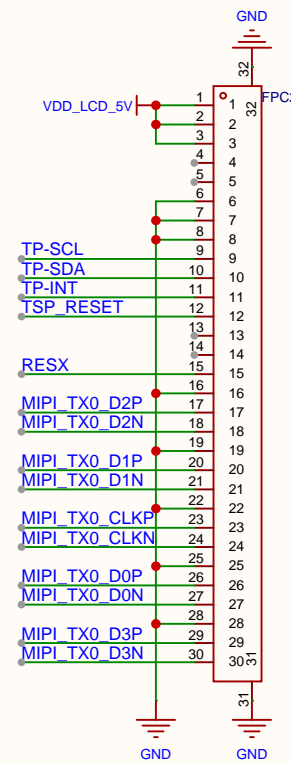 GND
32
VDD_LCD_5V 1 1 32 FPC2
2 2
3 3
4 4
5 5
6 6
7 7
8 8
TP-SCL 9 9
TP-SDA 10 10
TP-INT 11 11
TSP_RESET 12 12
13 13
14 14
RESX 15 15
16 16
MIPI_TX0_D2P 17 17
MIPI_TX0_D2N 18 18
19 19
MIPI_TX0_D1P 20 20
MIPI_TX0_D1N 21 21
22 22
MIPI_TX0_CLKP 23 23
MIPI_TX0_CLKN 24 24
25 25
MIPI_TX0_D0P 26 26
MIPI_TX0_D0N 27 27
28 28
MIPI_TX0_D3P 29 29
MIPI_TX0_D3N 30 30 31
31
GND GND